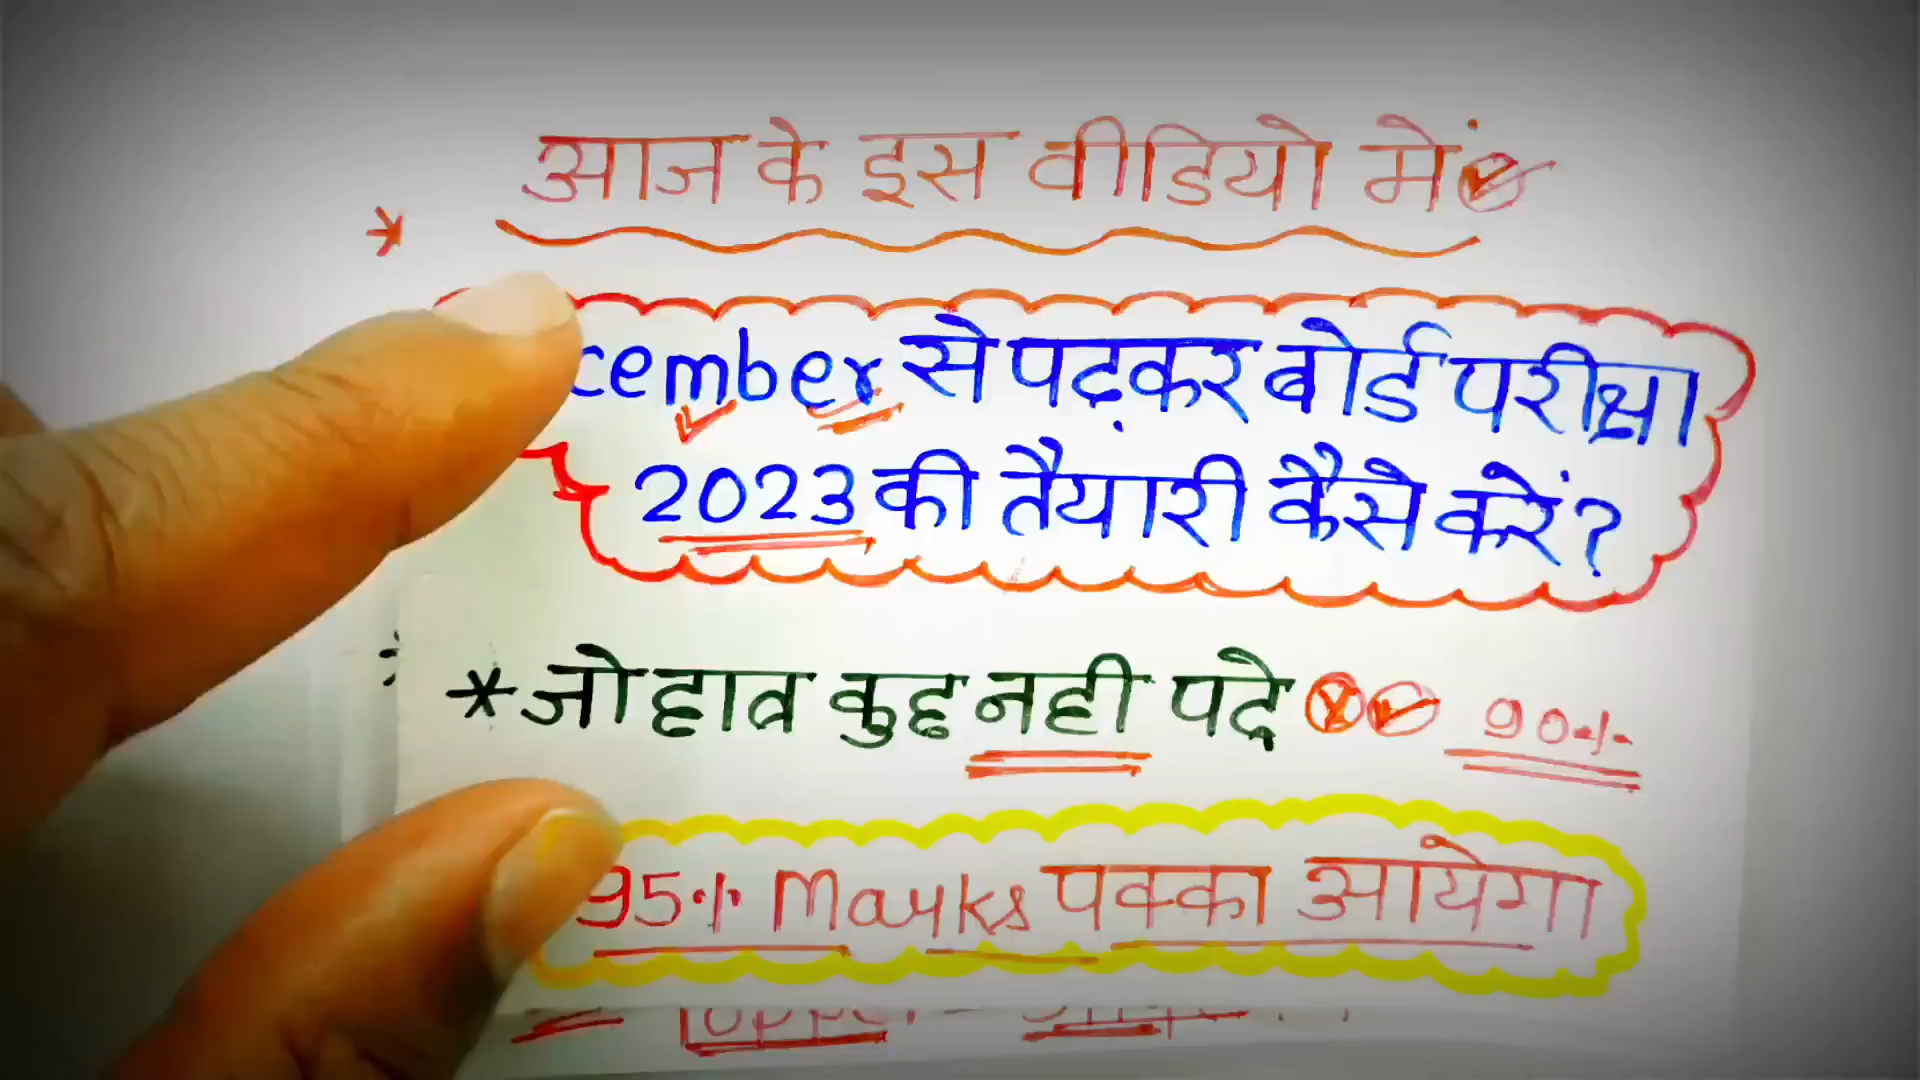 आज के इस वीडियो में
*
cember से पढ़कर बोर्ड परीक्षा
2023 की तैयारी कैसे करें?
* जो छात्र कुछ नही पढे 90%
95% Marks पक्का आयेगा